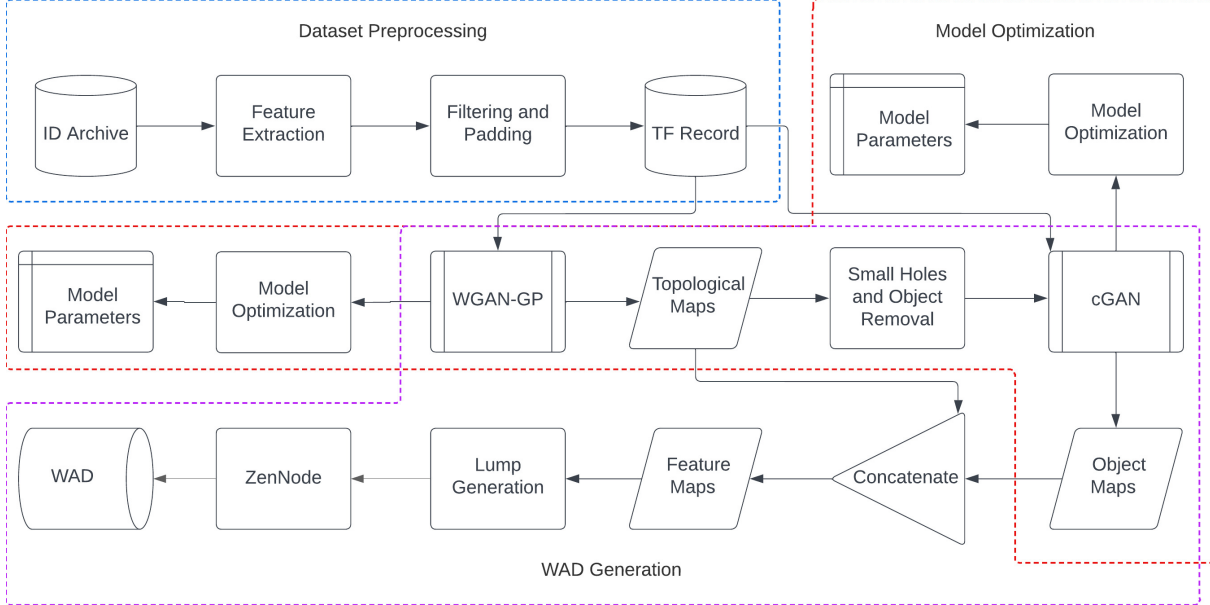 Dataset Preprocessing
Model Optimization
ID Archive
Feature
Extraction
Filtering and
Padding
TF Record
Model
Parameters
Model
Optimization
Model
Parameters
Model
Optimization
WGAN-GP
Topological
Maps
Small Holes
and Object
Removal
cGAN
WAD
ZenNode
Lump
Generation
Feature
Maps
Concatenate
Object
Maps
WAD Generation